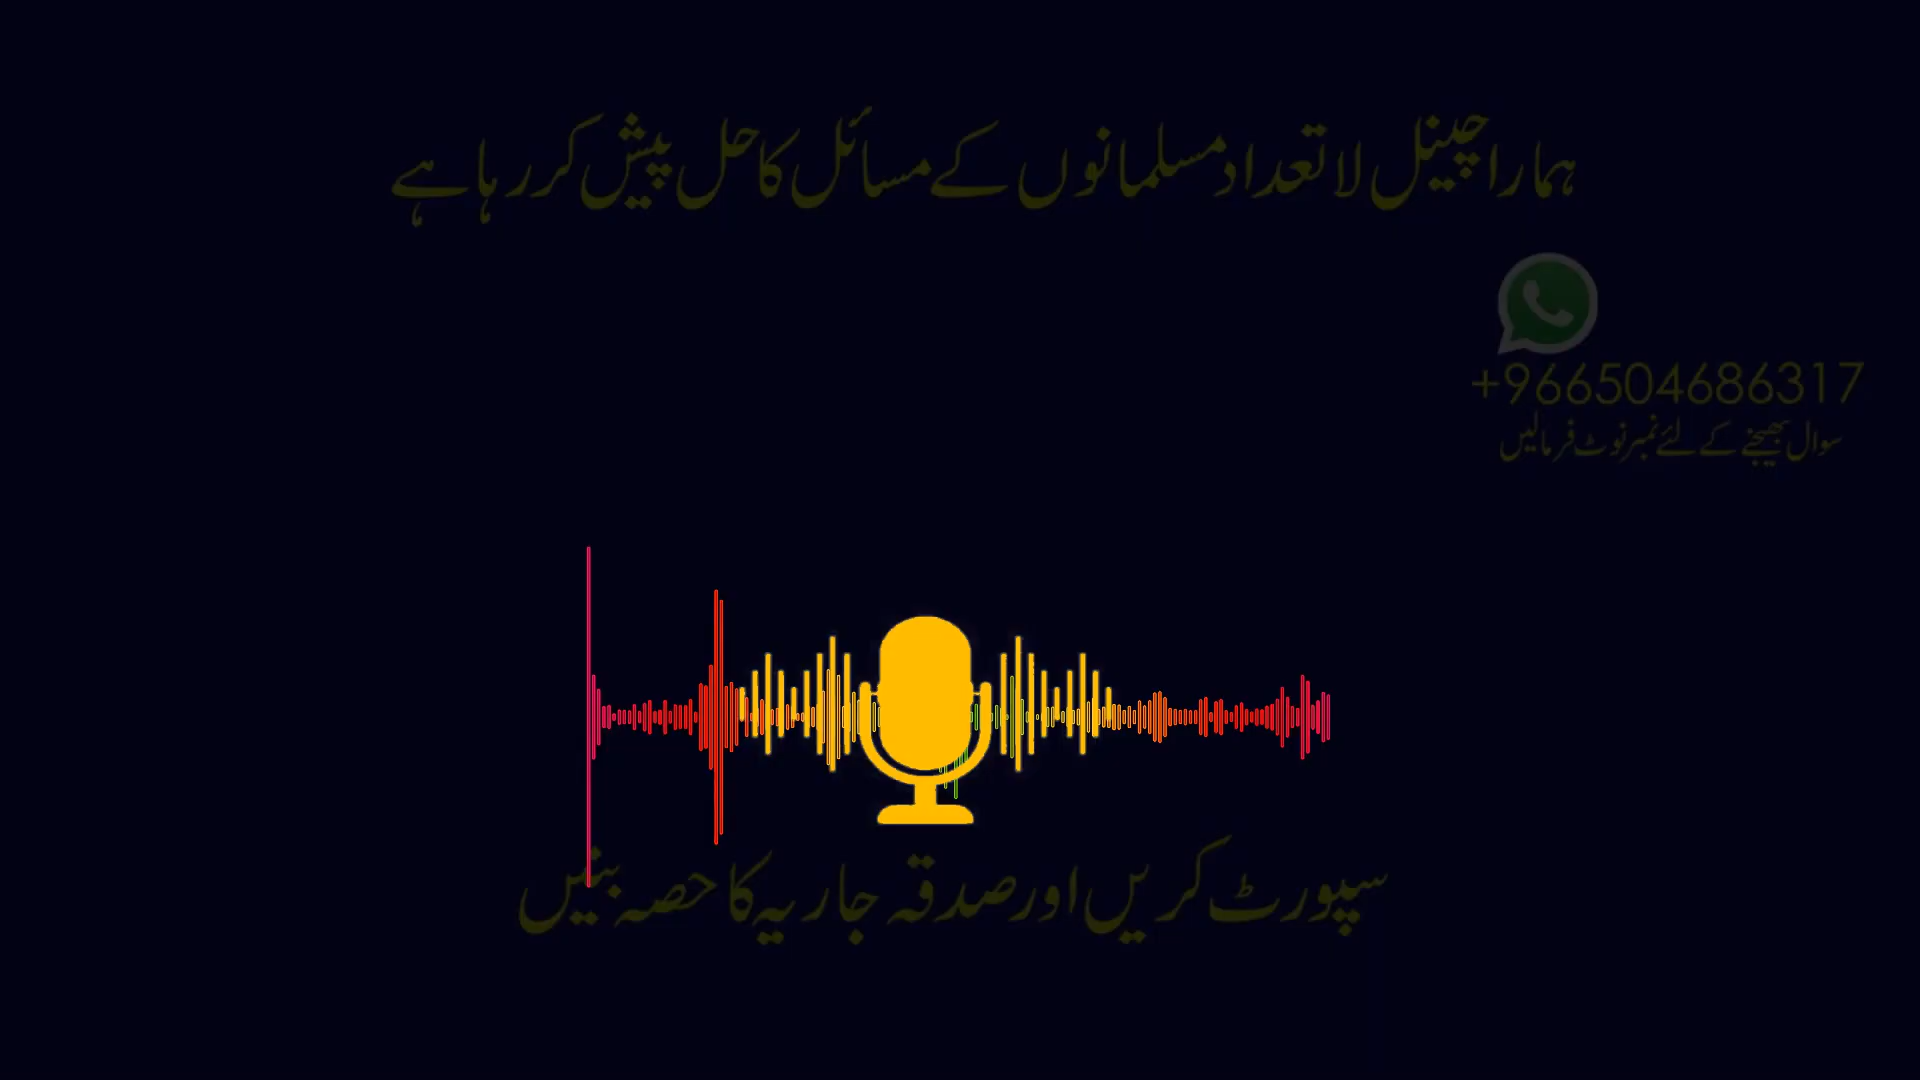 ہمارا چینل لاتعداد مسلمانوں کے مسائل کا حل پیش کر رہا ہے
+966504686317
سوال بھیجنے کے لئے نمبر نوٹ فرمالیں
سپورٹ کریں اور صدقہ جاریہ کا حصہ بنیں